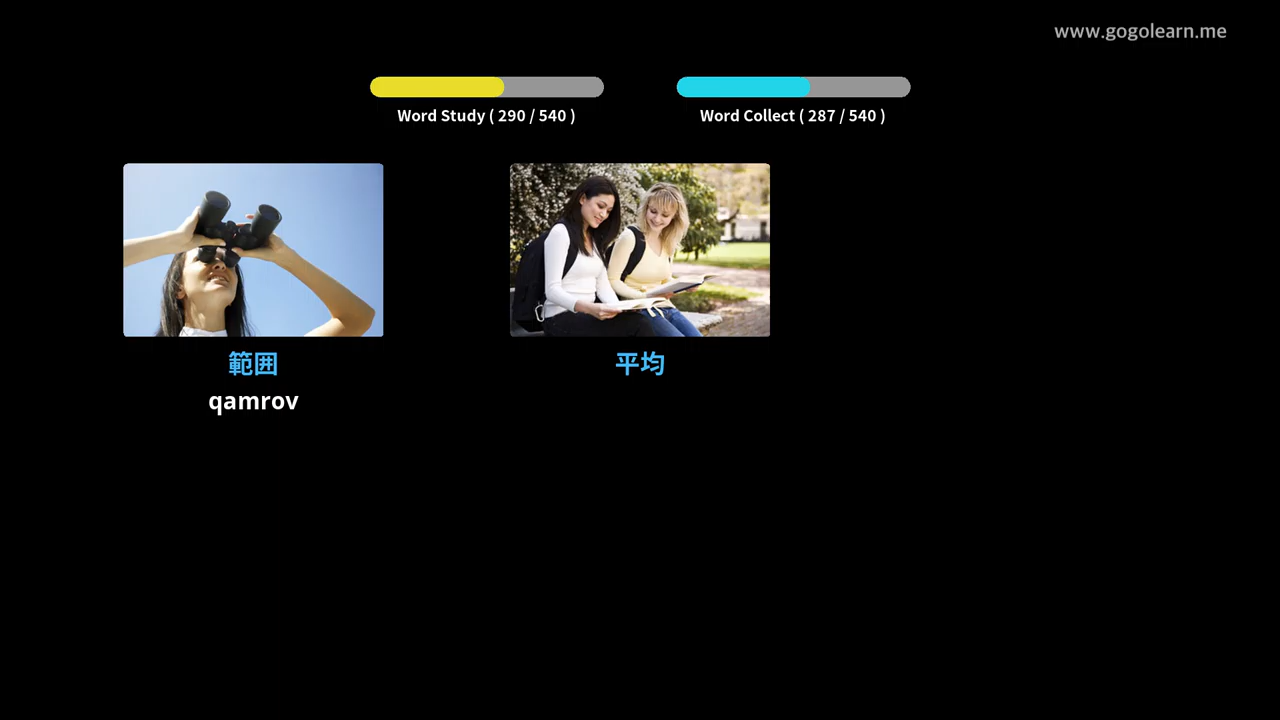 www.gogolearn.me
Word Study ( 290 / 540 )
Word Collect ( 287 / 540 )
範囲
qamrov
平均